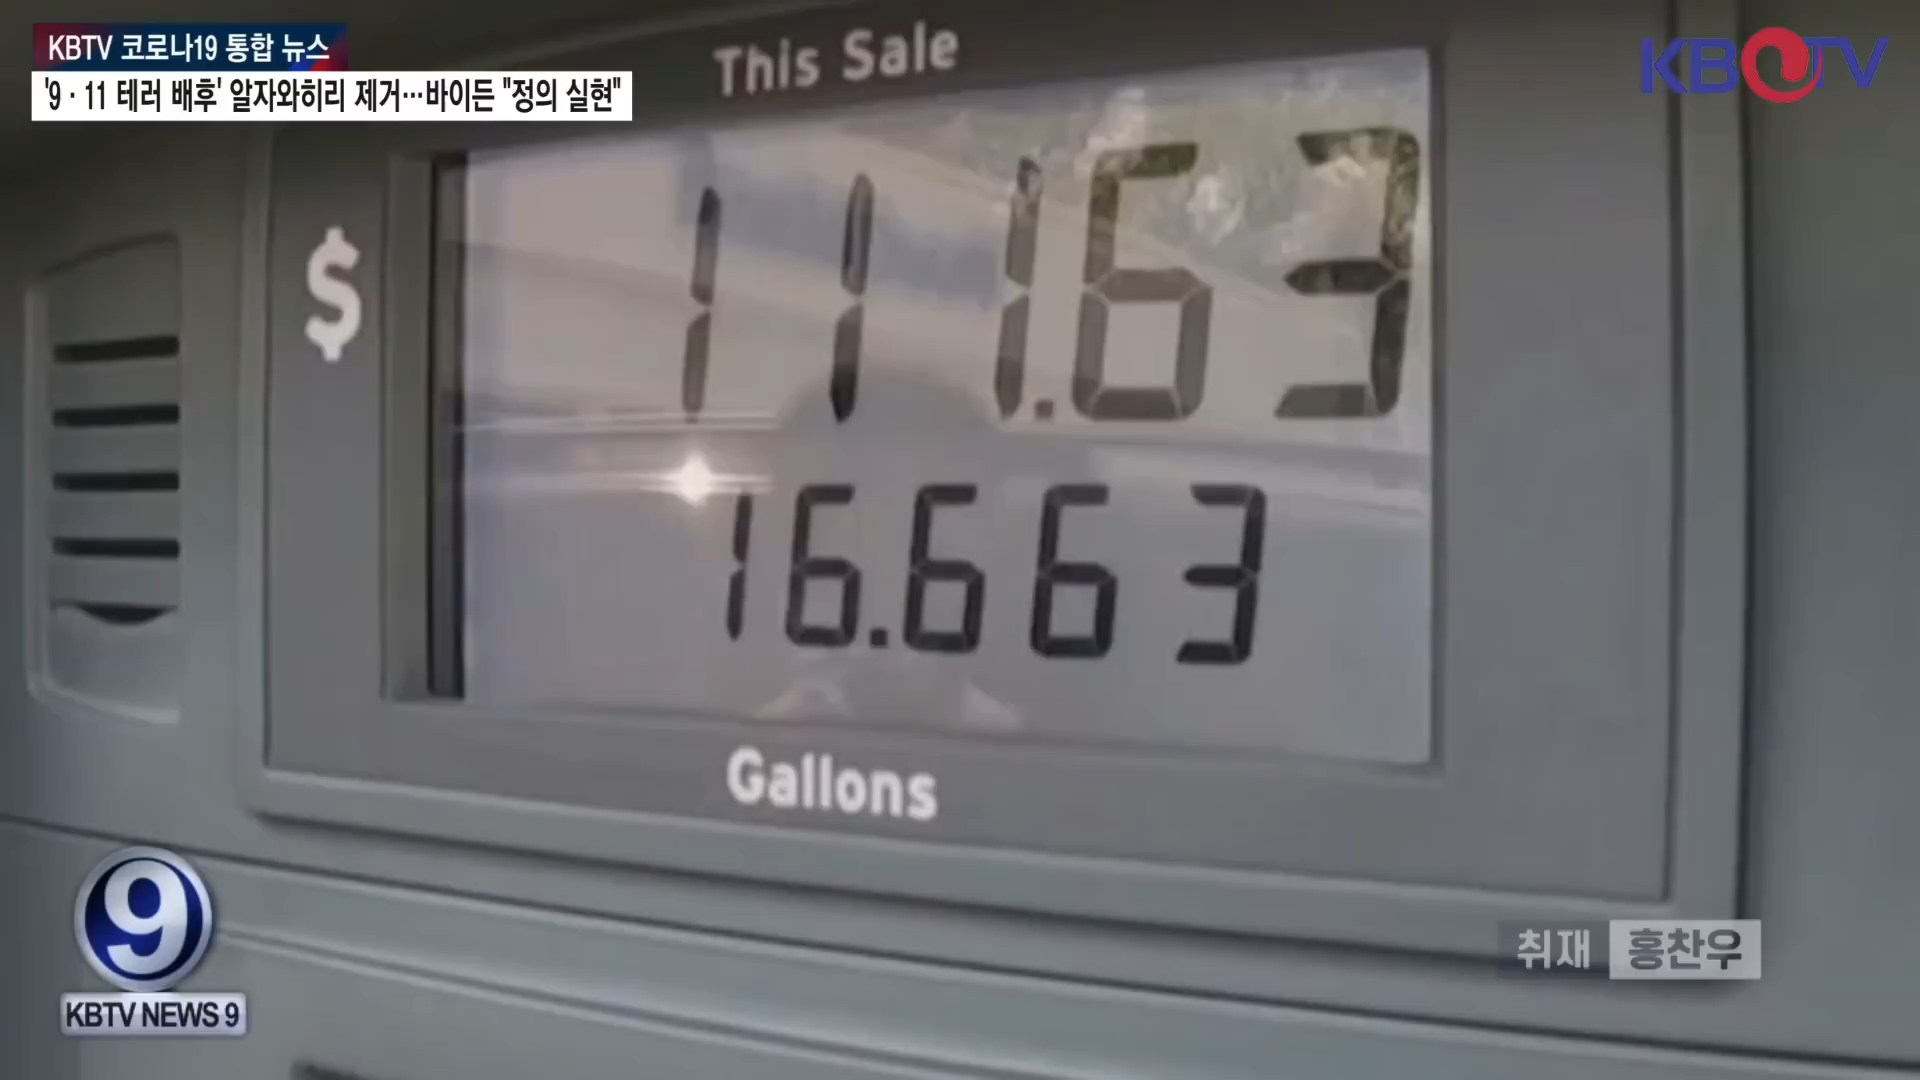 KBTV 코로나19 통합 뉴스
'9·11 테러 배후' 알자와히리 제거…바이든 "정의 실현"
KBTV
This Sale
$ 111.63
16.663
Gallons
9
KBTV NEWS 9
취재 홍찬우